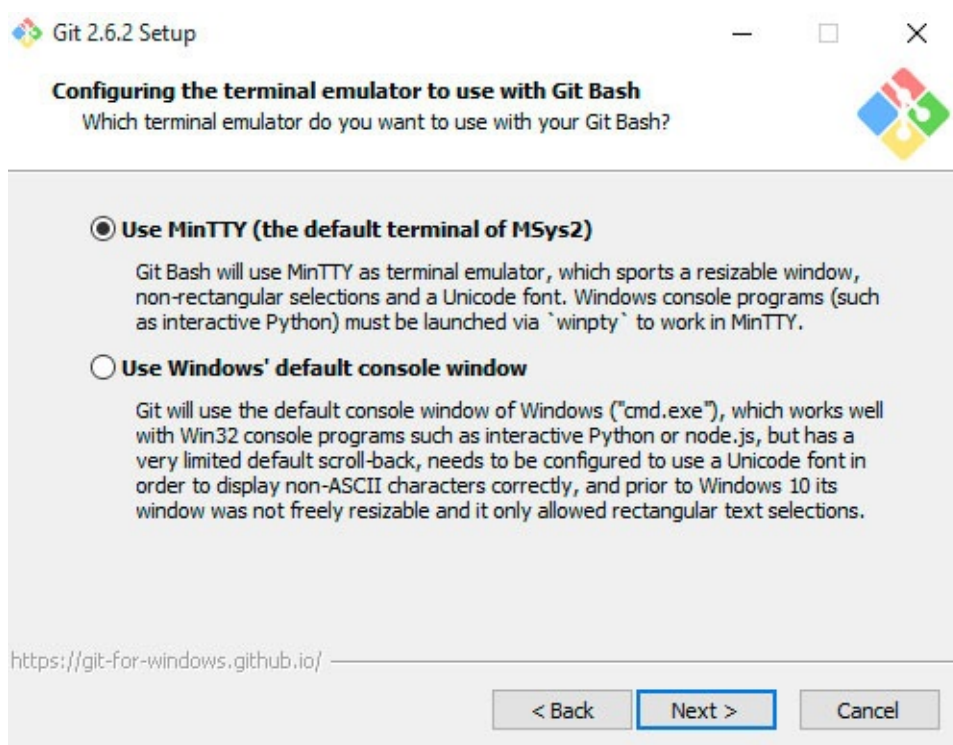 Git 2.6.2 Setup
Configuring the terminal emulator to use with Git Bash
Which terminal emulator do you want to use with your Git Bash?
Use MinTTY (the default terminal of MSys2)
Git Bash will use MinTTY as terminal emulator, which sports a resizable window,
non-rectangular selections and a Unicode font. Windows console programs (such
as interactive Python) must be launched via `winpty` to work in MinTTY.
Use Windows' default console window
Git will use the default console window of Windows ("cmd.exe"), which works well
with Win32 console programs such as interactive Python or node.js, but has a
very limited default scroll-back, needs to be configured to use a Unicode font in
order to display non-ASCII characters correctly, and prior to Windows 10 its
window was not freely resizable and it only allowed rectangular text selections.
https://git-for-windows.github.io/
< Back Next > Cancel